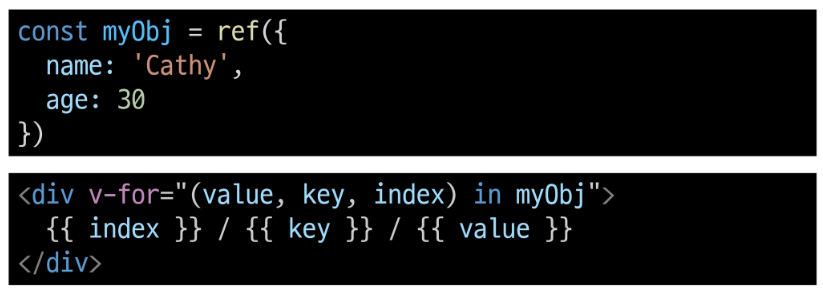 const myObj = ref({
  name: 'Cathy',
  age: 30
})
<div v-for="(value, key, index) in myObj">
  {{ index }} / {{ key }} / {{ value }}
</div>